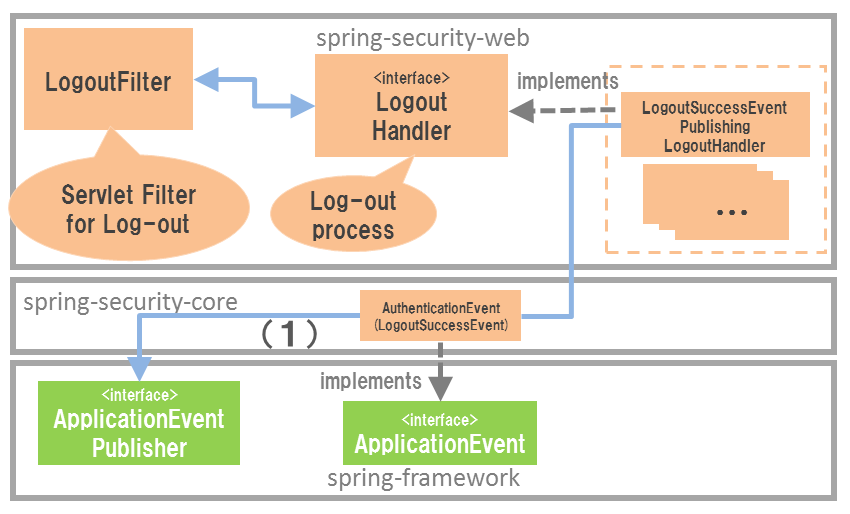 spring-security-web
LogoutFilter
<interface>
Logout
Handler
implements
LogoutSuccessEvent
Publishing
LogoutHandler
Servlet Filter
for Log-out
Log-out
process
...
spring-security-core
AuthenticationEvent
(LogoutSuccessEvent)
(1)
implements
<interface>
ApplicationEvent
Publisher
<interface>
ApplicationEvent
spring-framework